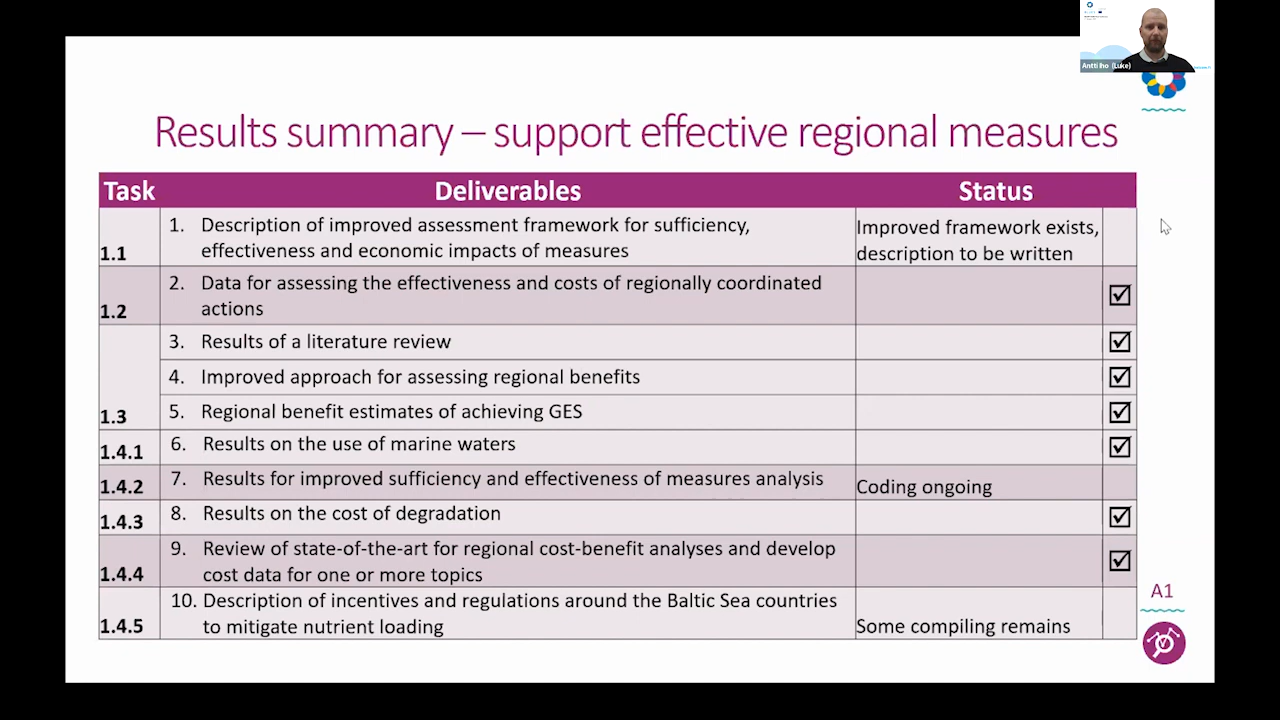 Antti Iho (Luke)
Results summary – support effective regional measures
Task Deliverables Status
1.1 1. Description of improved assessment framework for sufficiency,
effectiveness and economic impacts of measures
Improved framework exists,
description to be written
1.2 2. Data for assessing the effectiveness and costs of regionally coordinated
actions
1.3 3. Results of a literature review
4. Improved approach for assessing regional benefits
5. Regional benefit estimates of achieving GES
1.4.1 6. Results on the use of marine waters
1.4.2 7. Results for improved sufficiency and effectiveness of measures analysis Coding ongoing
1.4.3 8. Results on the cost of degradation
1.4.4 9. Review of state-of-the-art for regional cost-benefit analyses and develop
cost data for one or more topics
1.4.5 10. Description of incentives and regulations around the Baltic Sea countries
to mitigate nutrient loading
Some compiling remains
A1